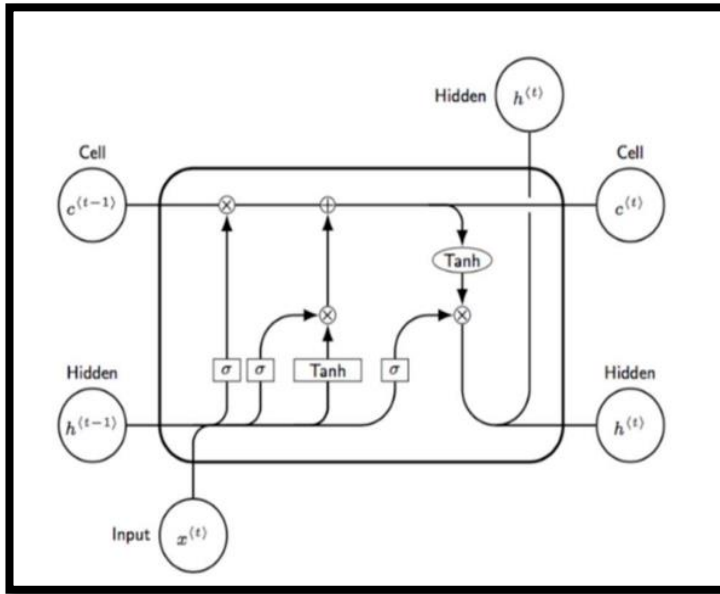 Hidden h⟨t⟩
Cell Cell
c⟨t−1⟩ ⊗ ⊕ c⟨t⟩
Tanh
⊗ ⊗
σ σ Tanh σ
Hidden Hidden
h⟨t−1⟩ h⟨t⟩
Input x⟨t⟩